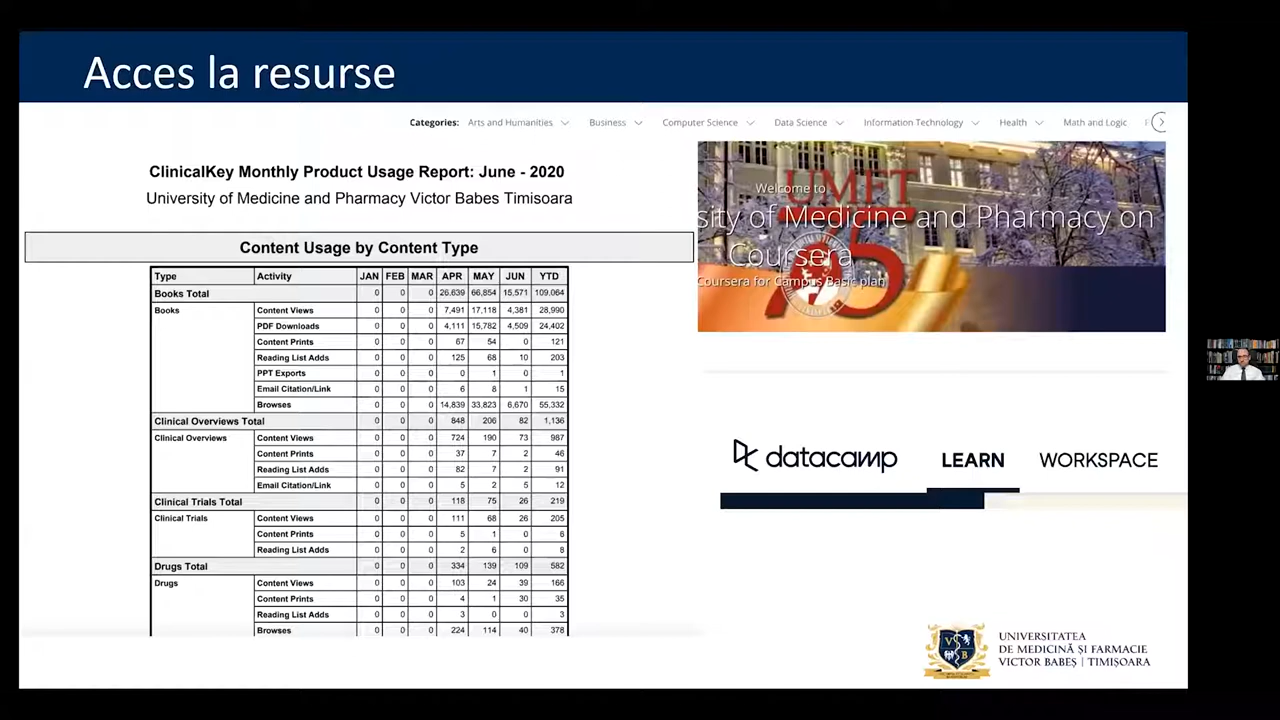 Acces la resurse
Categories: Arts and Humanities Business Computer Science Data Science Information Technology Health Math and Logic
ClinicalKey Monthly Product Usage Report: June - 2020
University of Medicine and Pharmacy Victor Babes Timisoara
Content Usage by Content Type
Type Activity JAN FEB MAR APR MAY JUN YTD
Books Total 0 0 0 26,639 66,854 15,571 109.064
Books Content Views 0 0 0 7,491 17,118 4,381 28,990
PDF Downloads 0 0 0 4,111 15,782 4,509 24,402
Content Prints 0 0 0 67 54 0 121
Reading List Adds 0 0 0 125 68 10 203
PPT Exports 0 0 0 0 1 0 1
Email Citation/Link 0 0 0 6 8 1 15
Browses 0 0 0 14,839 33,823 6,670 55,332
Clinical Overviews Total 0 0 0 848 206 82 1,136
Clinical Overviews Content Views 0 0 0 724 190 73 987
Content Prints 0 0 0 37 7 2 46
Reading List Adds 0 0 0 82 7 2 91
Email Citation/Link 0 0 0 5 2 5 12
Clinical Trials Total 0 0 0 118 75 26 219
Clinical Trials Content Views 0 0 0 111 68 26 205
Content Prints 0 0 0 5 1 0 6
Reading List Adds 0 0 0 2 6 0 8
Drugs Total 0 0 0 334 139 109 582
Drugs Content Views 0 0 0 103 24 39 166
Content Prints 0 0 0 4 1 30 35
Reading List Adds 0 0 0 3 0 0 3
Browses 0 0 0 224 114 40 378
UMFT
75
Welcome to
sity of Medicine and Pharmacy on
Coursera
Coursera for Campus Basic plan
datacamp LEARN WORKSPACE
V B
UNIVERSITATEA
DE MEDICINĂ ȘI FARMACIE
VICTOR BABEȘ | TIMIȘOARA